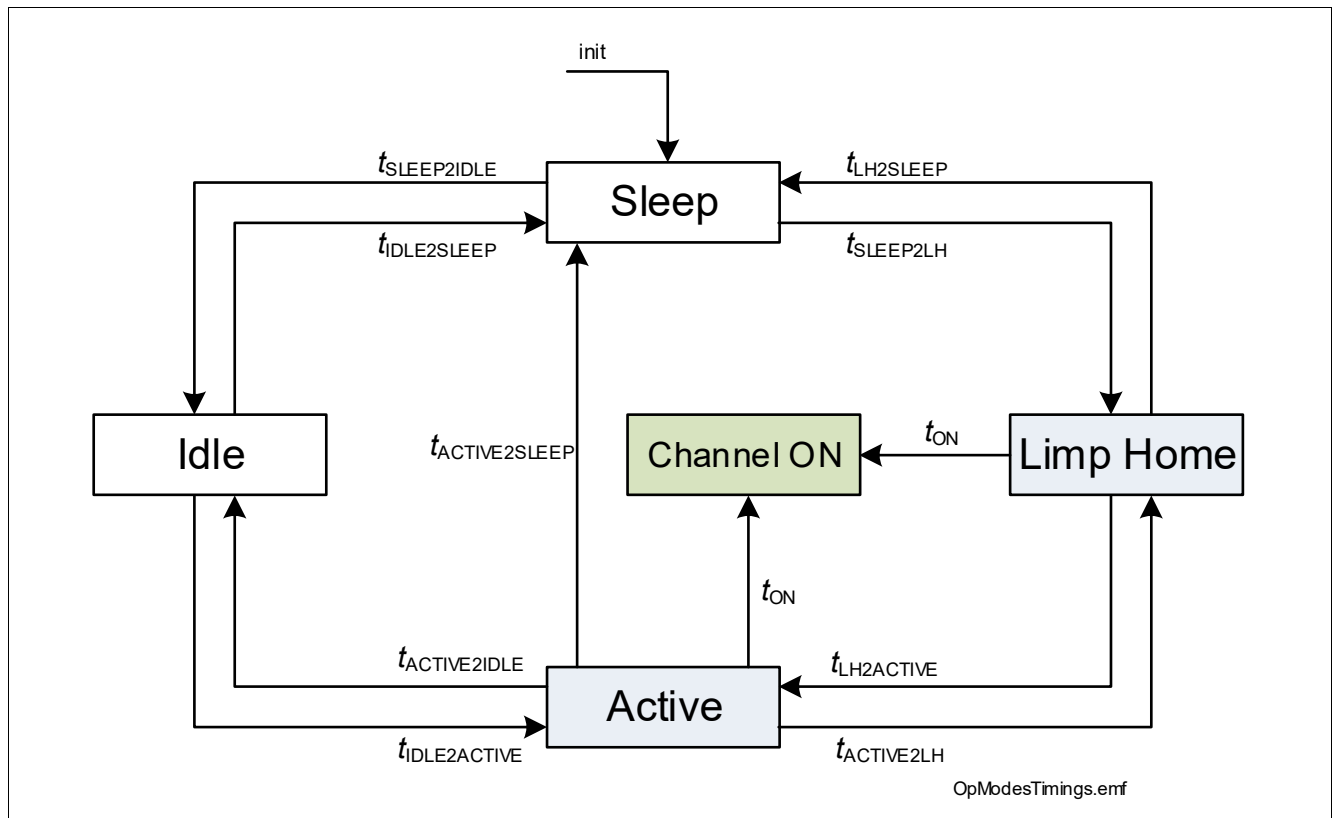 init
tSLEEP2IDLE
tLH2SLEEP
Sleep
tIDLE2SLEEP
tSLEEP2LH
Idle
tACTIVE2SLEEP
Channel ON
tON
Limp Home
tON
tACTIVE2IDLE
tLH2ACTIVE
Active
tIDLE2ACTIVE
tACTIVE2LH
OpModesTimings.emf